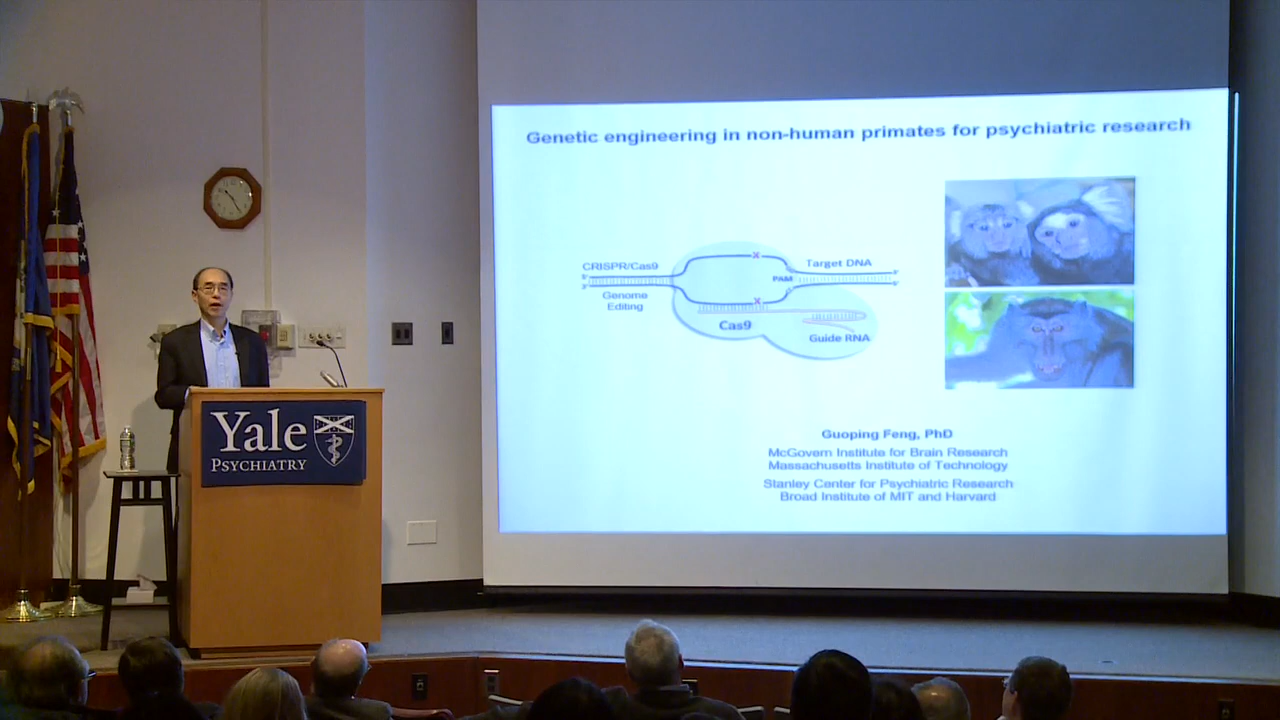 Genetic engineering in non-human primates for psychiatric research
CRISPR/Cas9
Genome
Editing
Target DNA
PAM
Cas9
Guide RNA
Guoping Feng, PhD
McGovern Institute for Brain Research
Massachusetts Institute of Technology
Stanley Center for Psychiatric Research
Broad Institute of MIT and Harvard
Yale
PSYCHIATRY